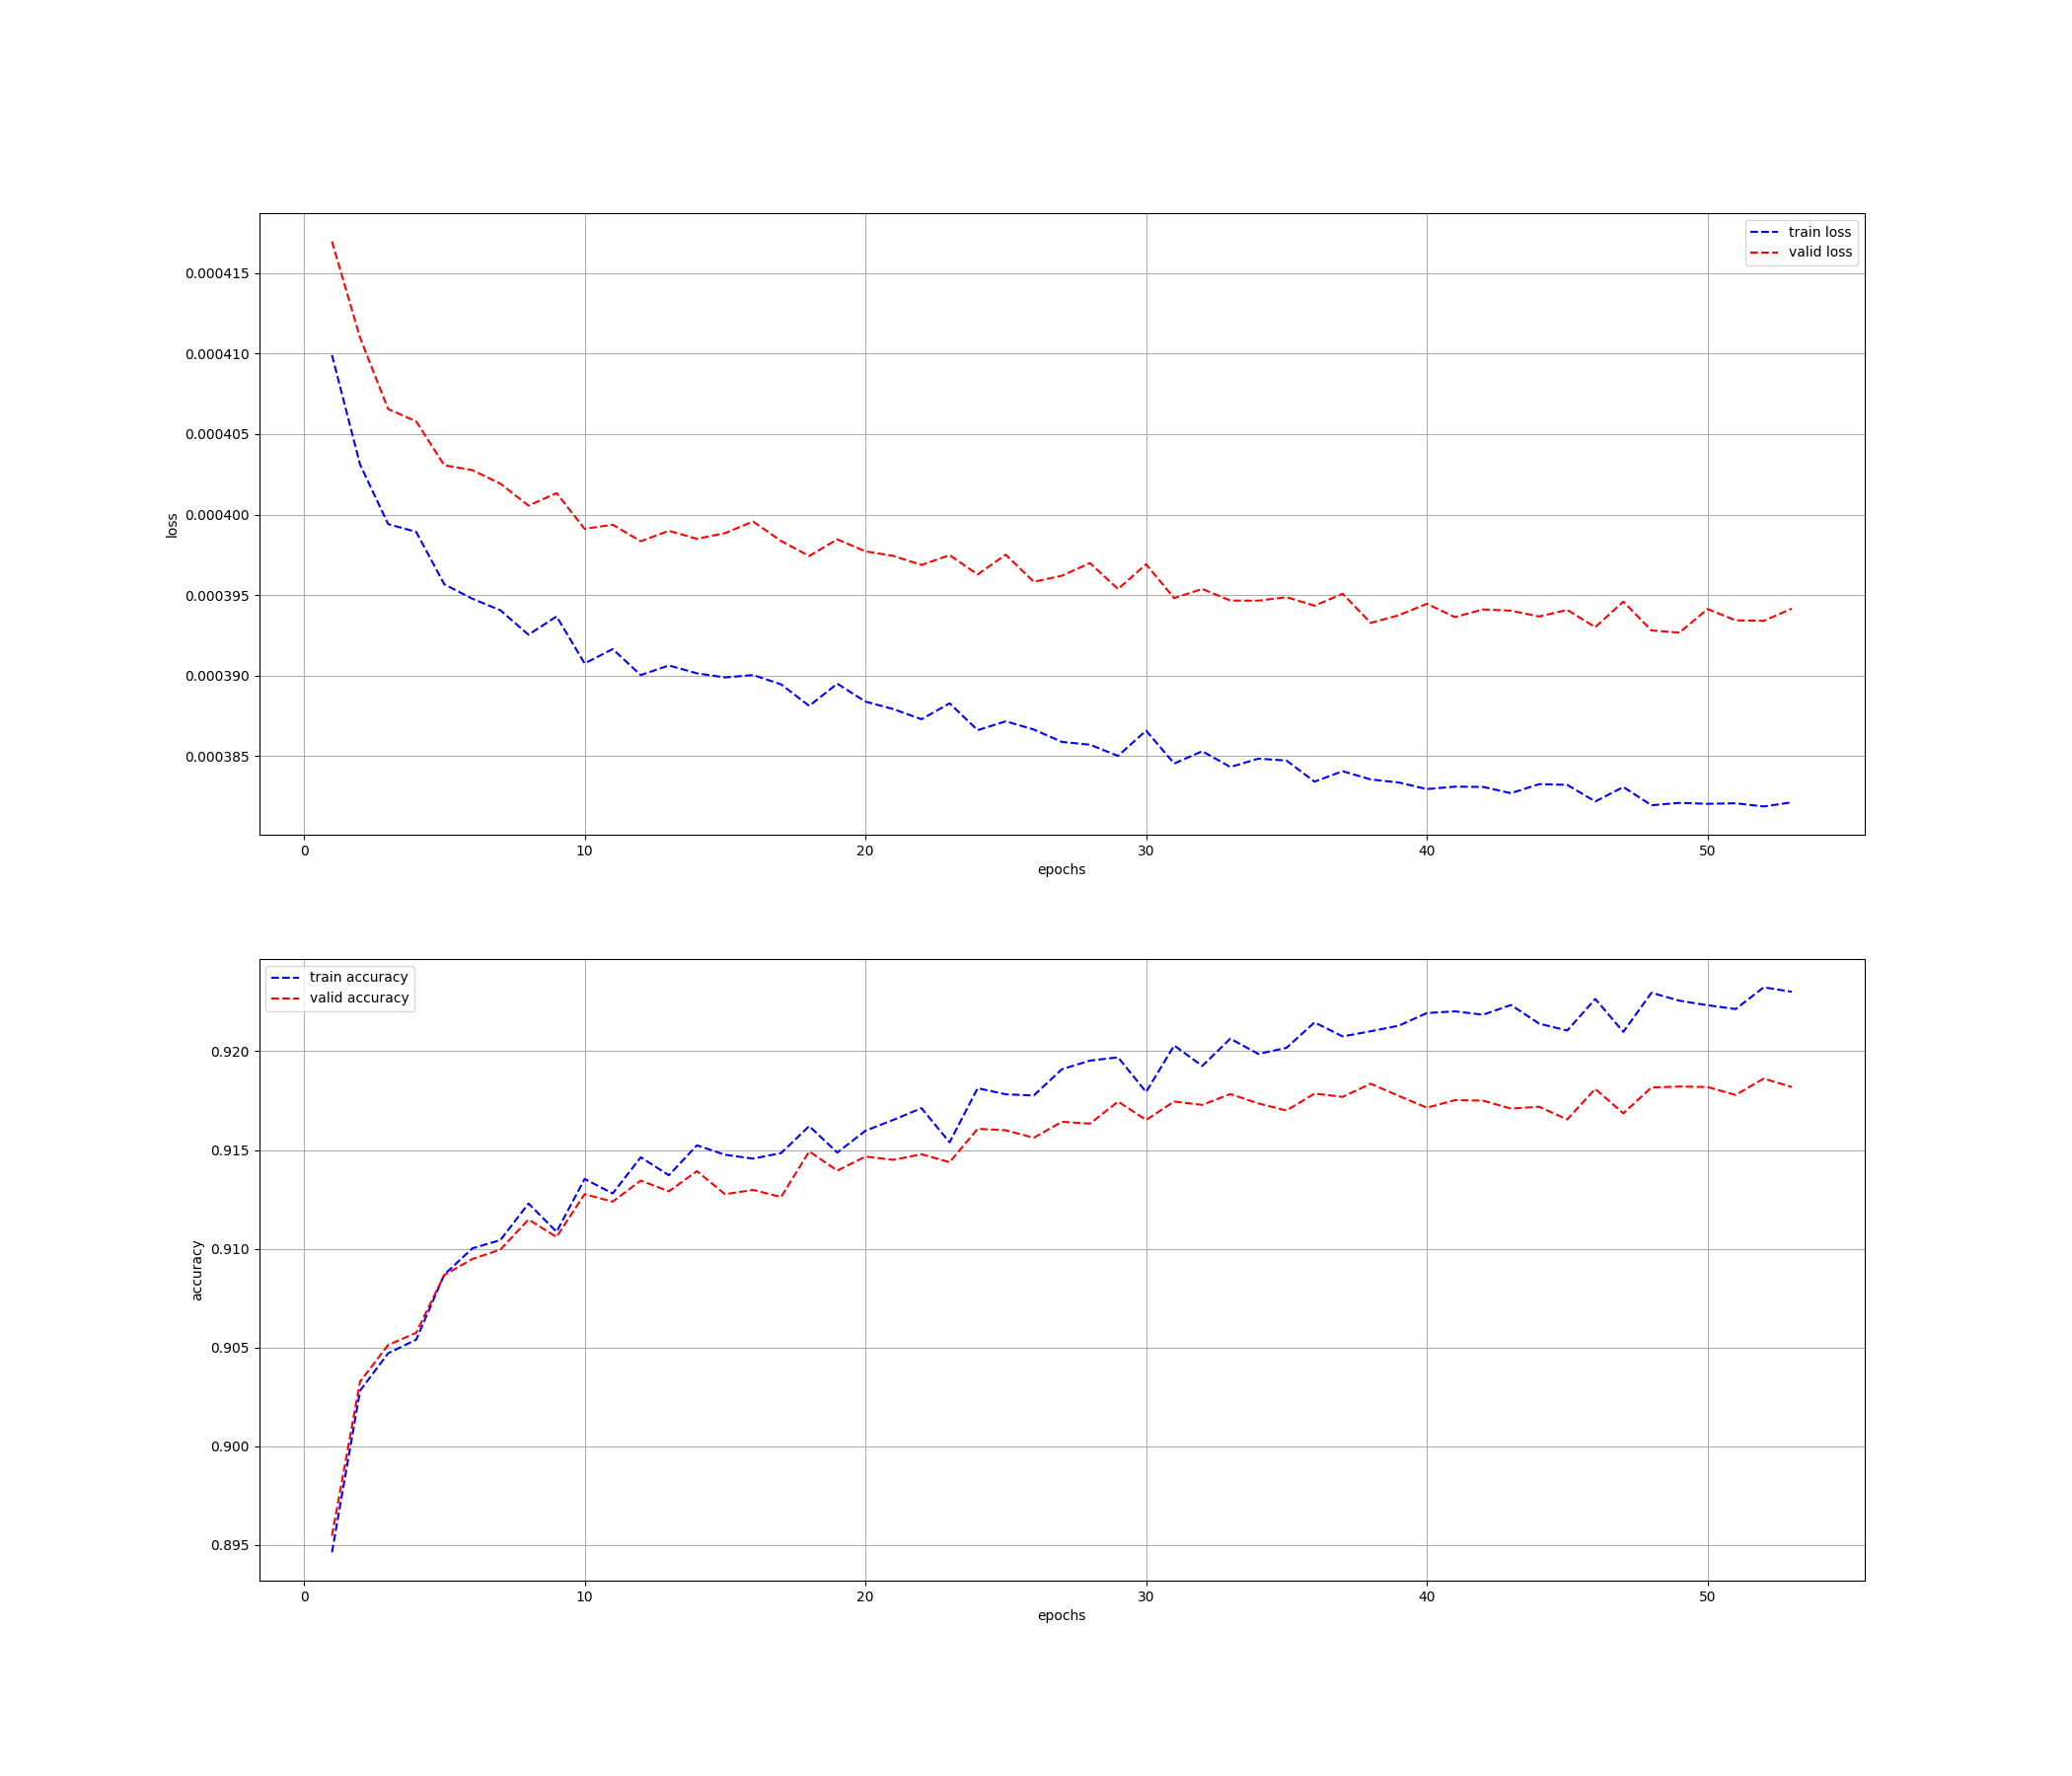 train loss
valid loss
0.000415
0.000410
0.000405
0.000400
0.000395
0.000390
0.000385
loss
0 10 20 30 40 50
epochs
train accuracy
valid accuracy
0.920
0.915
0.910
0.905
0.900
0.895
accuracy
0 10 20 30 40 50
epochs